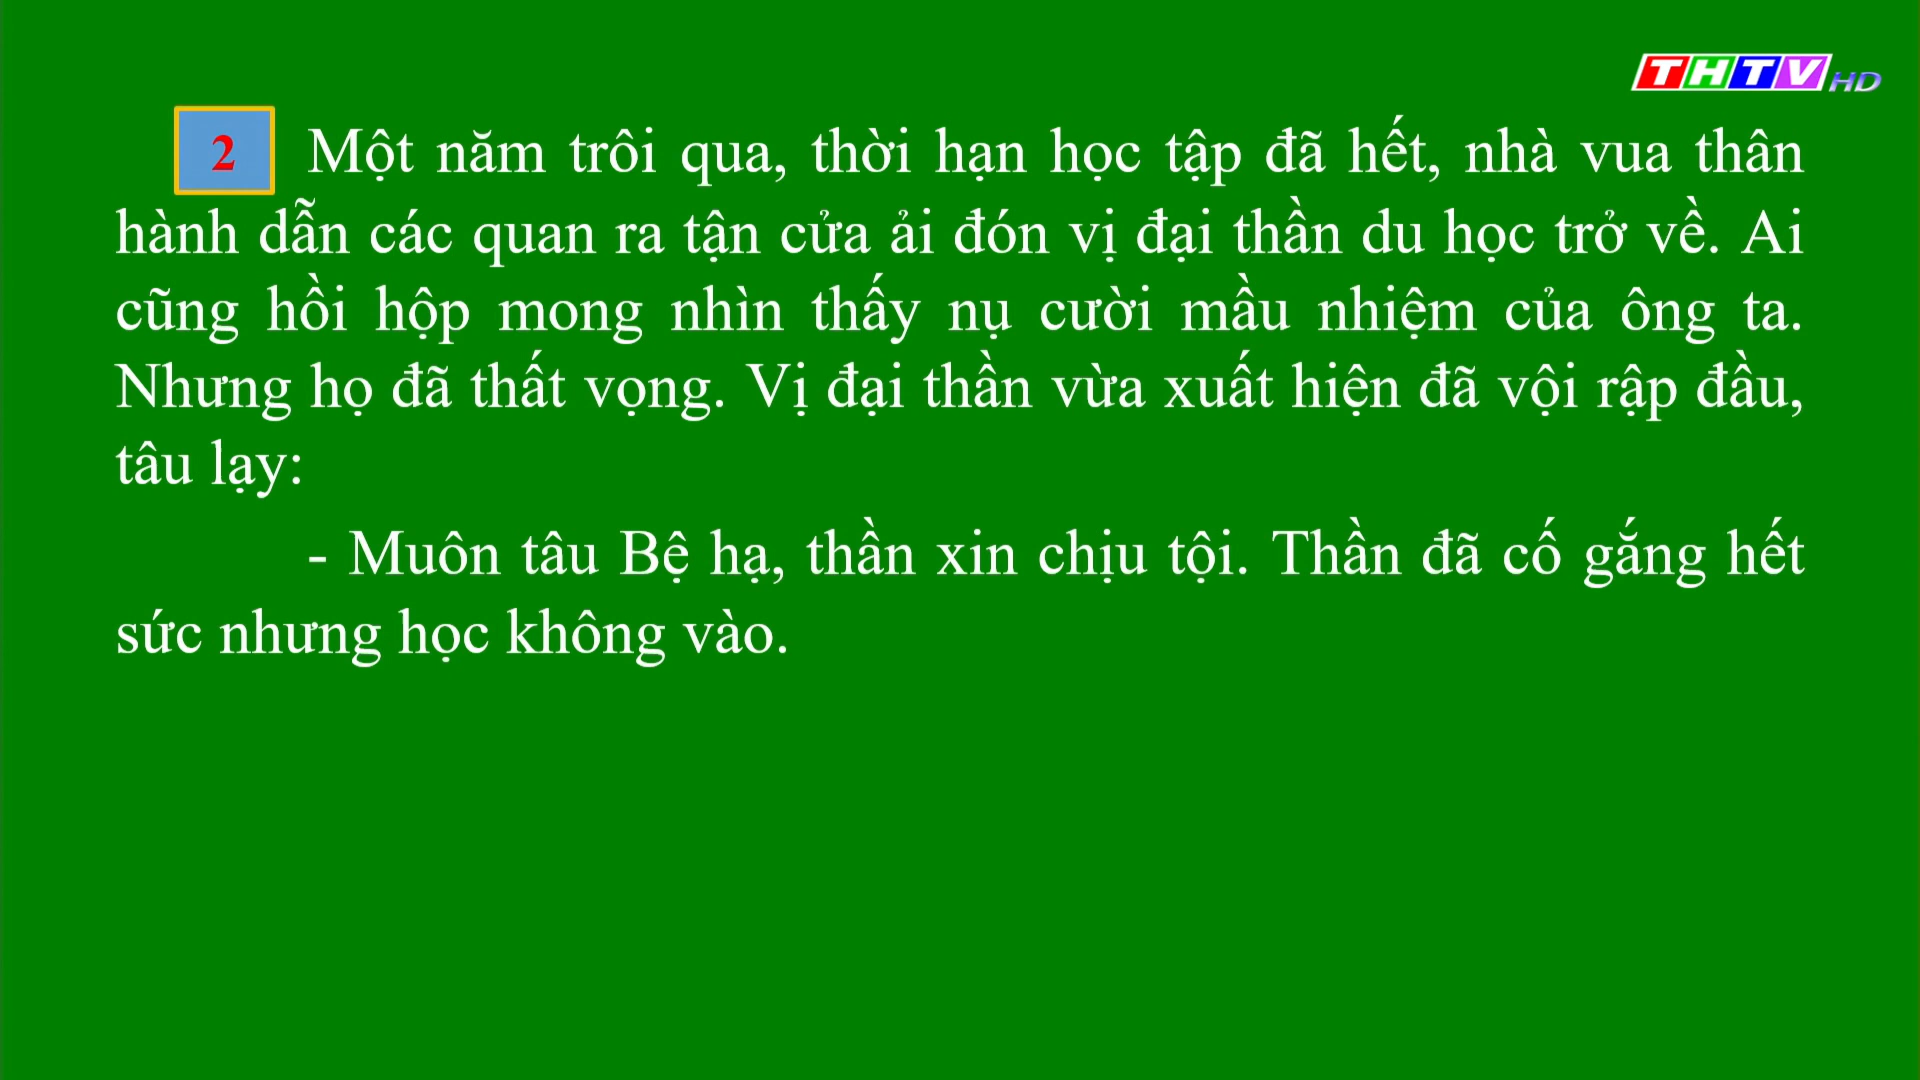 THTV HD
2 Một năm trôi qua, thời hạn học tập đã hết, nhà vua thân
hành dẫn các quan ra tận cửa ải đón vị đại thần du học trở về. Ai
cũng hồi hộp mong nhìn thấy nụ cười mầu nhiệm của ông ta.
Nhưng họ đã thất vọng. Vị đại thần vừa xuất hiện đã vội rập đầu,
tâu lạy:
- Muôn tâu Bệ hạ, thần xin chịu tội. Thần đã cố gắng hết
sức nhưng học không vào.